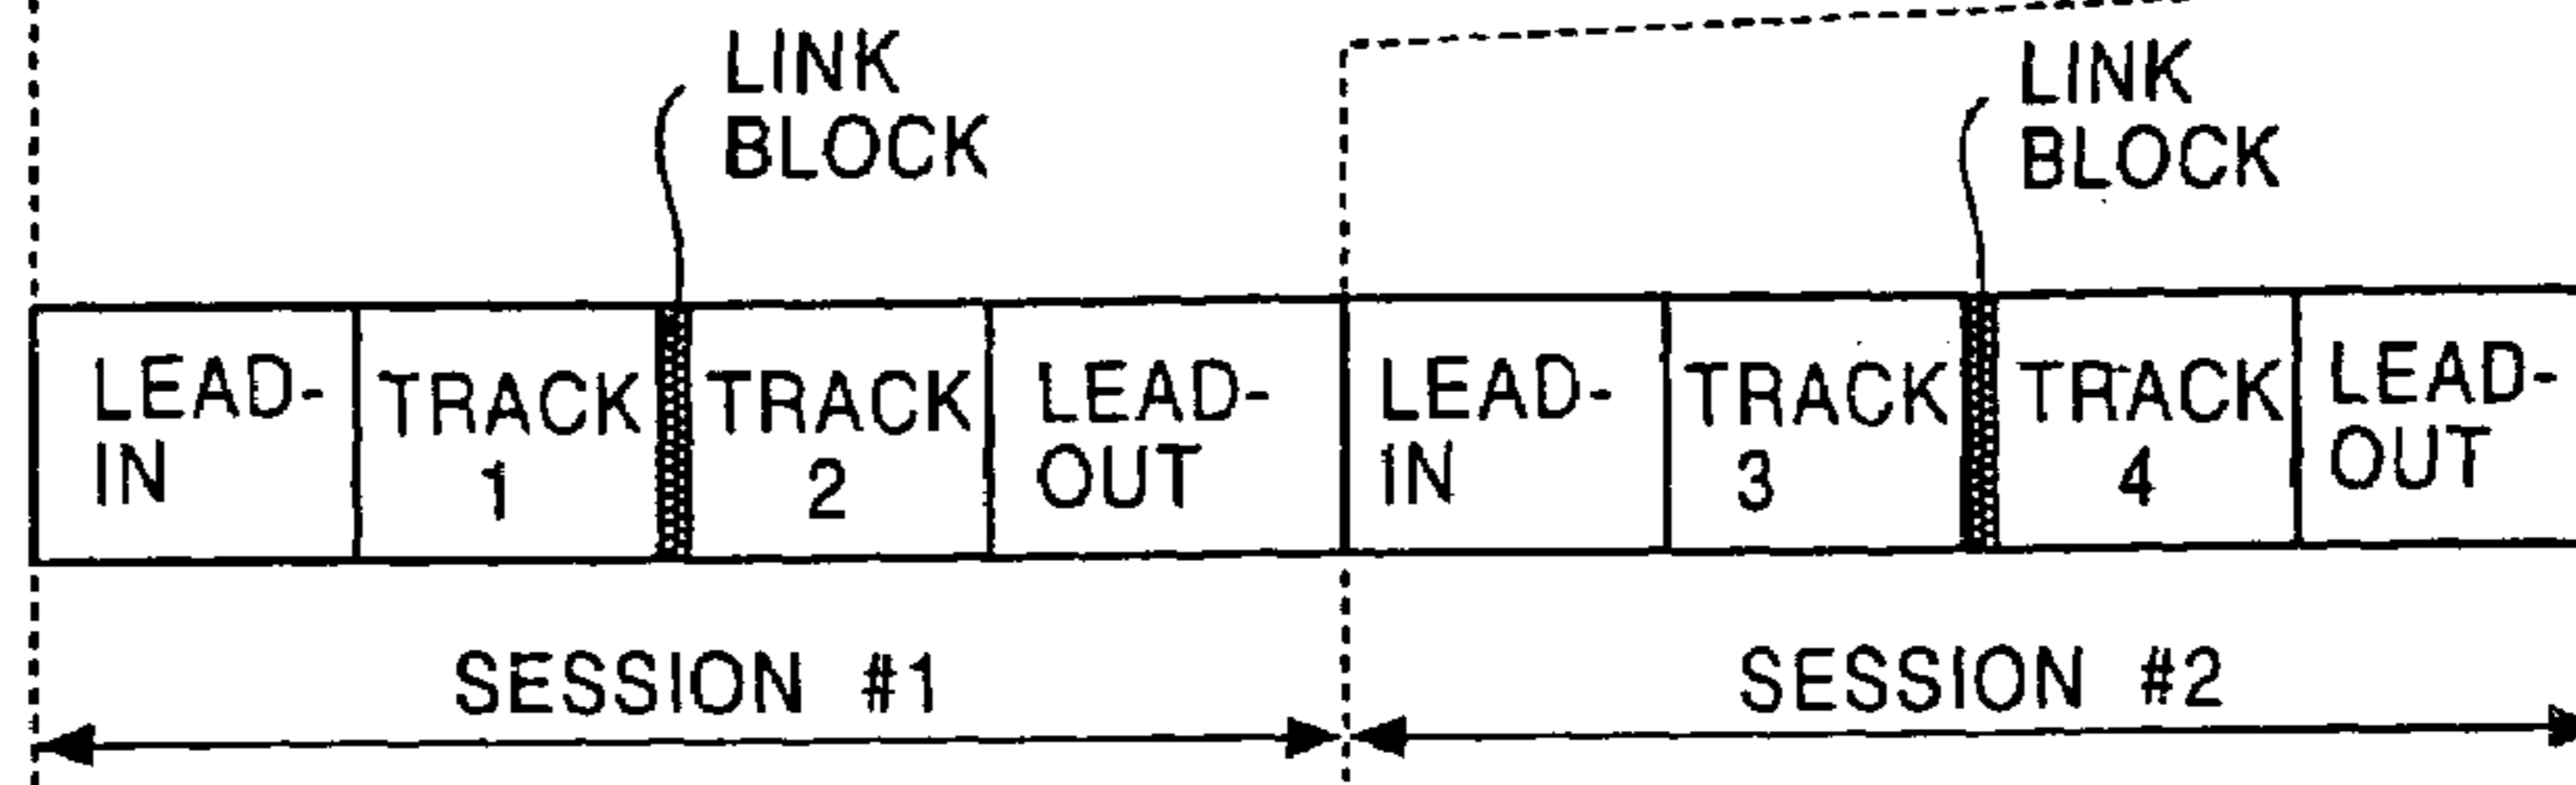 LINK
BLOCK
LINK
BLOCK
LEAD-
IN
TRACK
1
TRACK
2
LEAD-
OUT
LEAD-
IN
TRACK
3
TRACK
4
LEAD-
OUT
SESSION #1
SESSION #2